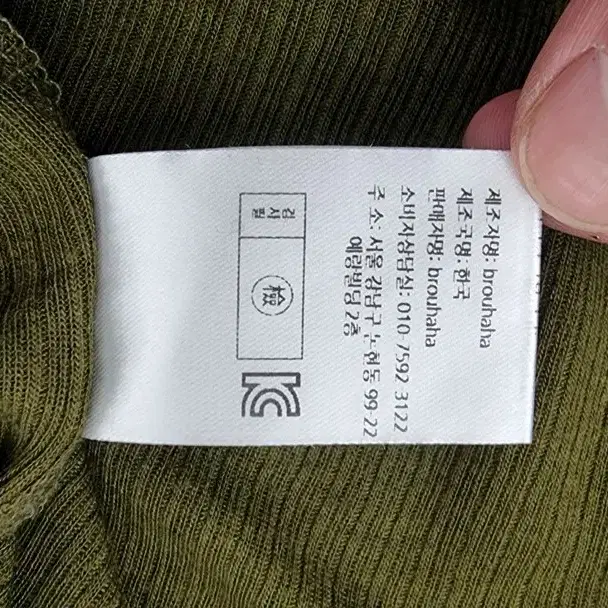 제조자명: brouhaha
제조국명: 한국
판매자명: brouhaha
소비자상담실: 010-7592 3122
주 소: 서울 강남구 논현동 99-22
예람빌딩 2층
검사필
檢
KC